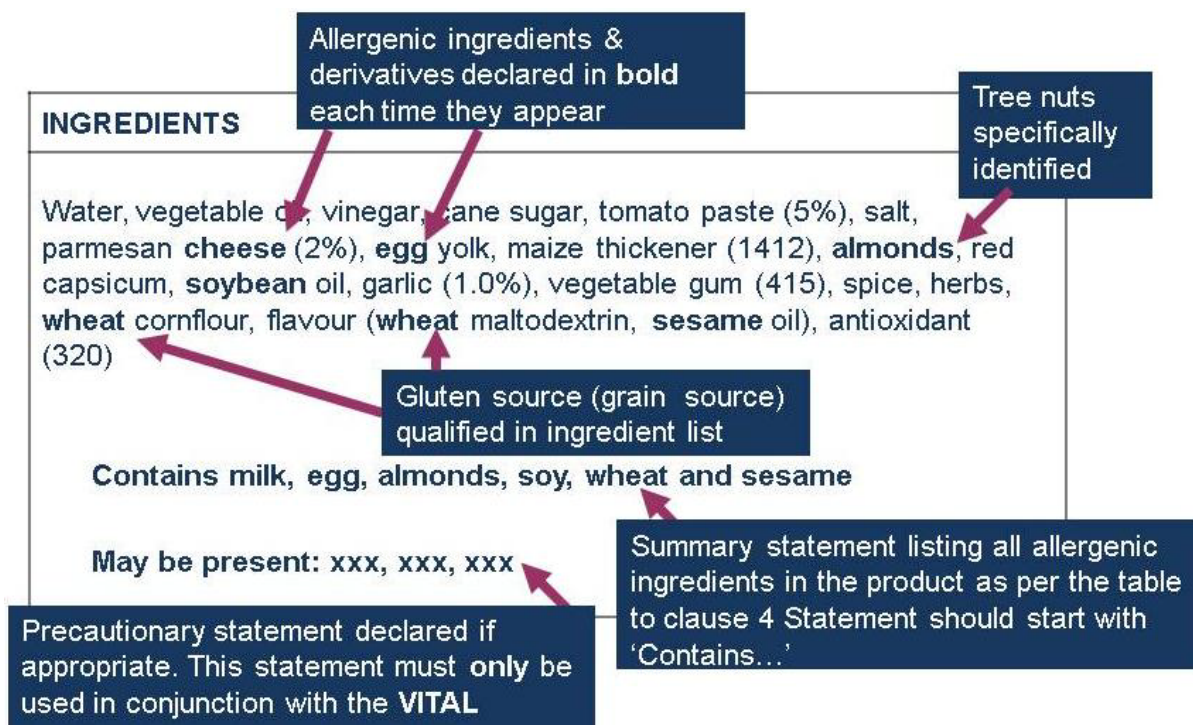 Allergenic ingredients &
derivatives declared in bold
each time they appear
Tree nuts
specifically
identified
INGREDIENTS
Water, vegetable vinegar, cane sugar, tomato paste (5%), salt,
parmesan cheese (2%), egg yolk, maize thickener (1412), almonds, red
capsicum, soybean oil, garlic (1.0%), vegetable gum (415), spice, herbs,
wheat cornflour, flavour (wheat maltodextrin, sesame oil), antioxidant
(320)
Gluten source (grain source)
qualified in ingredient list
Contains milk, egg, almonds, soy, wheat and sesame
Summary statement listing all allergenic
ingredients in the product as per the table
to clause 4 Statement should start with
‘Contains…’
May be present: xxx, xxx, xxx
Precautionary statement declared if
appropriate. This statement must only be
used in conjunction with the VITAL